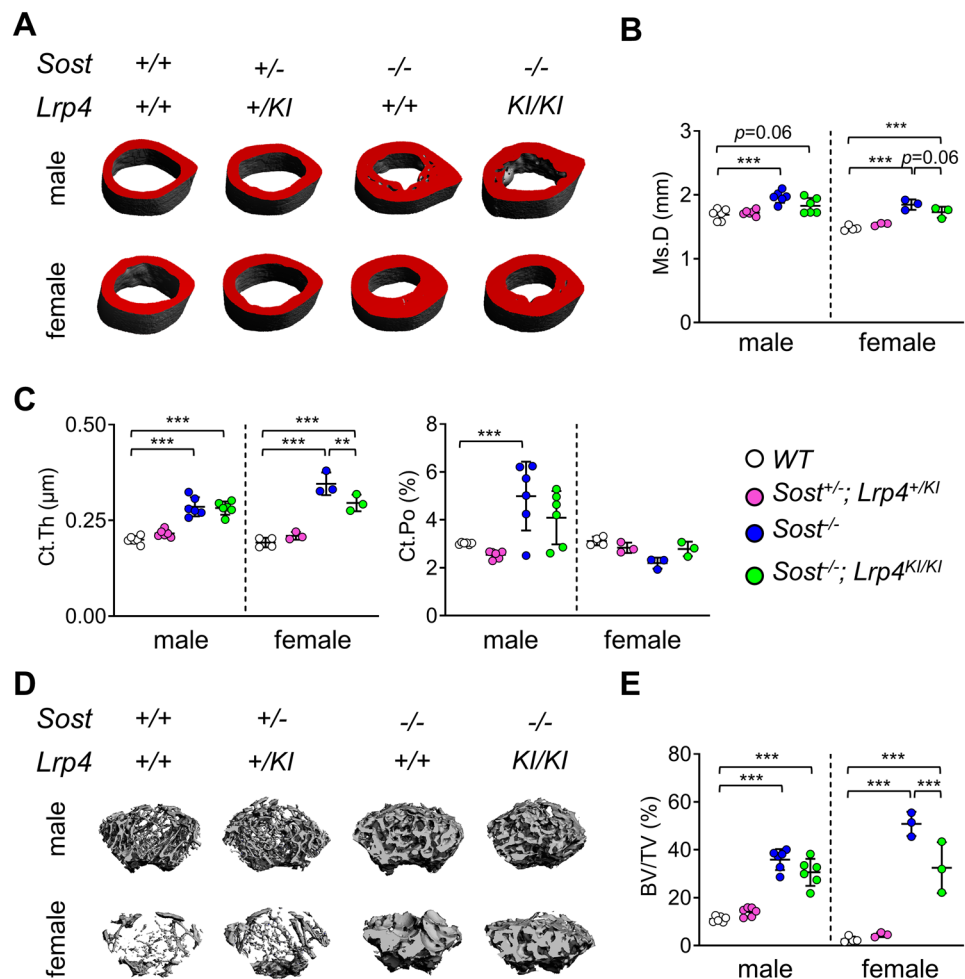 A
Sost +/+ +/- -/- -/-
Lrp4 +/+ +/KI +/+ KI/KI
male
female
B
Ms.D (mm)
3
2
1
0
p=0.06
***
***
***
p=0.06
male female
C
Ct.Th (µm)
0.50
0.25
0.00
***
***
***
***
**
male female
Ct.Po (%)
8
6
4
2
0
***
male female
WT
Sost+/-; Lrp4+/KI
Sost-/-
Sost-/-; Lrp4KI/KI
D
Sost +/+ +/- -/- -/-
Lrp4 +/+ +/KI +/+ KI/KI
male
female
E
BV/TV (%)
80
60
40
20
0
***
***
***
***
***
male female